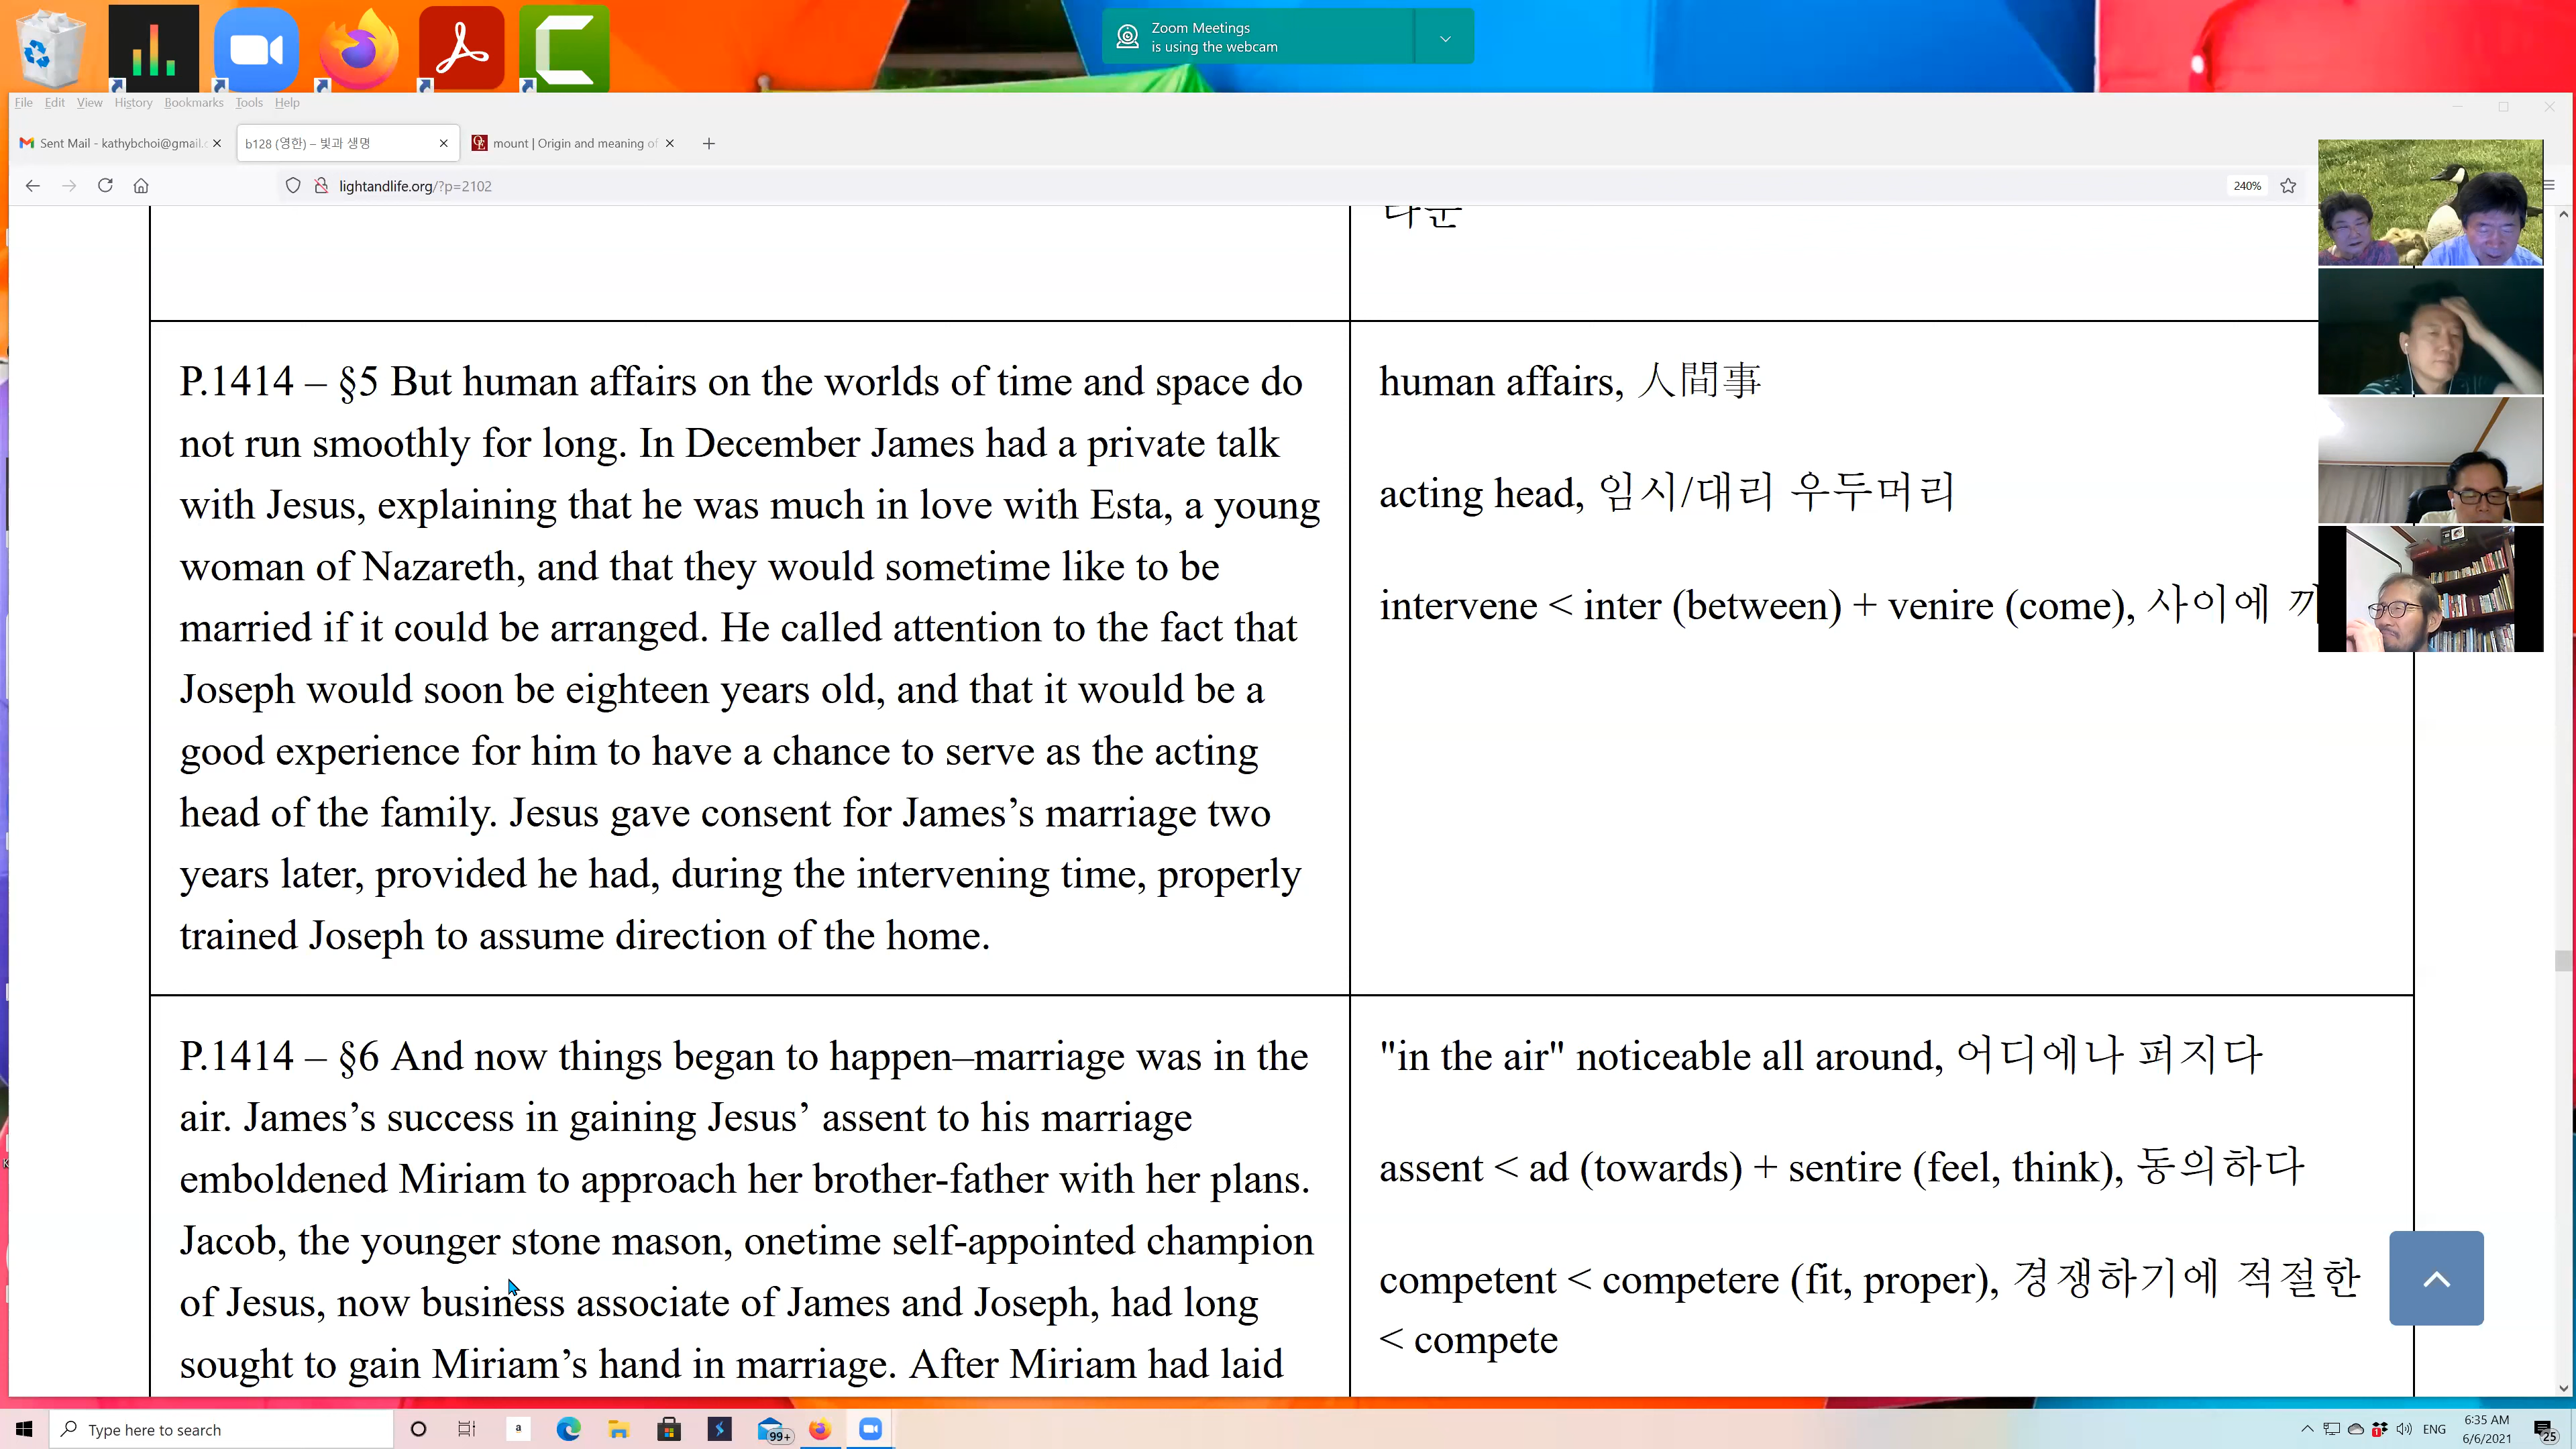 Zoom Meetings
is using the webcam
File Edit View History Bookmarks Tools Help
Sent Mail - kathybchoi@gmail.c
b128 (영한) – 빛과 생명
mount | Origin and meaning of
lightandlife.org/?p=2102
240%
P.1414 – §5 But human affairs on the worlds of time and space do
not run smoothly for long. In December James had a private talk
with Jesus, explaining that he was much in love with Esta, a young
woman of Nazareth, and that they would sometime like to be
married if it could be arranged. He called attention to the fact that
Joseph would soon be eighteen years old, and that it would be a
good experience for him to have a chance to serve as the acting
head of the family. Jesus gave consent for James’s marriage two
years later, provided he had, during the intervening time, properly
trained Joseph to assume direction of the home.
human affairs, 人間事
acting head, 임시/대리 우두머리
intervene < inter (between) + venire (come), 사이에
P.1414 – §6 And now things began to happen–marriage was in the
air. James’s success in gaining Jesus’ assent to his marriage
emboldened Miriam to approach her brother-father with her plans.
Jacob, the younger stone mason, onetime self-appointed champion
of Jesus, now business associate of James and Joseph, had long
sought to gain Miriam’s hand in marriage. After Miriam had laid
"in the air" noticeable all around, 어디에나 퍼지다
assent < ad (towards) + sentire (feel, think), 동의하다
competent < competere (fit, proper), 경쟁하기에 적절한
< compete
Type here to search
a
99+
ENG
6:35 AM
6/6/2021
25